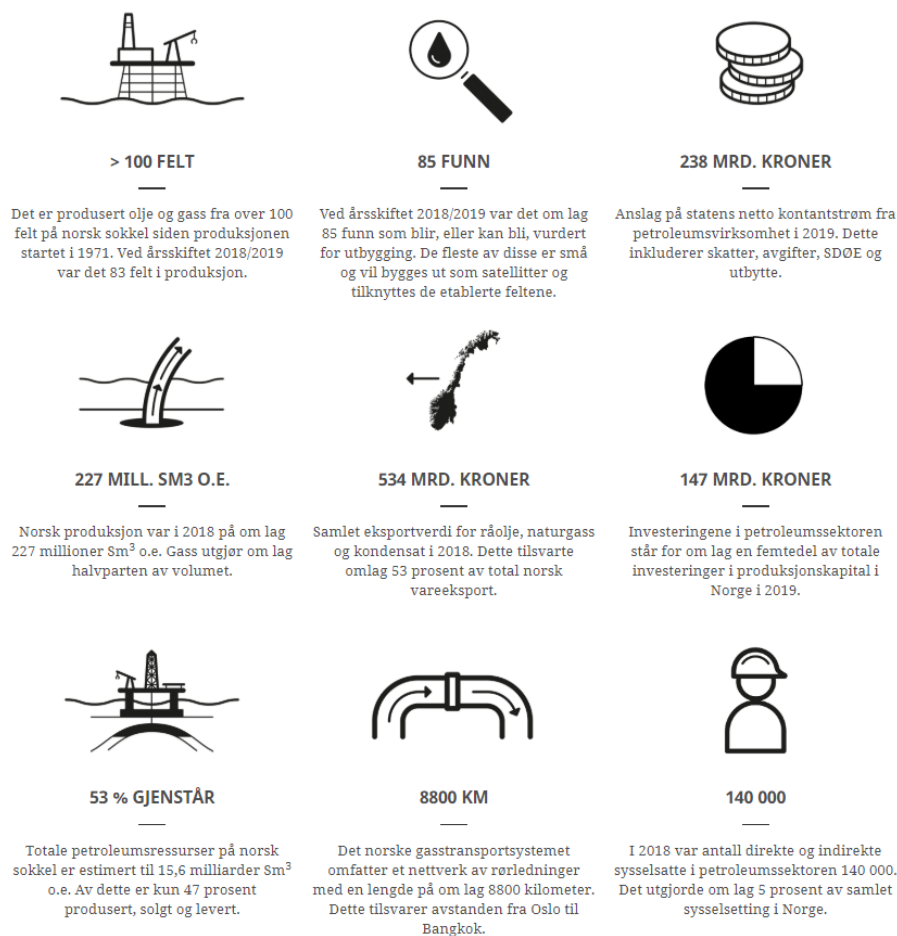 > 100 FELT
Det er produsert olje og gass fra over 100
felt på norsk sokkel siden produksjonen
startet i 1971. Ved årsskiftet 2018/2019
var det 83 felt i produksjon.
85 FUNN
Ved årsskiftet 2018/2019 var det om lag
85 funn som blir, eller kan bli, vurdert
for utbygging. De fleste av disse er små
og vil bygges ut som satellitter og
tilknyttes de etablerte feltene.
238 MRD. KRONER
Anslag på statens netto kontantstrøm fra
petroleumsvirksomhet i 2019. Dette
inkluderer skatter, avgifter, SDØE og
utbytte.
227 MILL. SM3 O.E.
Norsk produksjon var i 2018 på om lag
227 millioner Sm³ o.e. Gass utgjør om lag
halvparten av volumet.
534 MRD. KRONER
Samlet eksportverdi for råolje, naturgass
og kondensat i 2018. Dette tilsvarte
omlag 53 prosent av total norsk
vareeksport.
147 MRD. KRONER
Investeringene i petroleumssektoren
står for om lag en femtedel av totale
investeringer i produksjonskapital i
Norge i 2019.
53 % GJENSTÅR
Totale petroleumsressurser på norsk
sokkel er estimert til 15,6 milliarder Sm³
o.e. Av dette er kun 47 prosent
produsert, solgt og levert.
8800 KM
Det norske gasstransportsystemet
omfatter et nettverk av rørledninger
med en lengde på om lag 8800 kilometer.
Dette tilsvarer avstanden fra Oslo til
Bangkok.
140 000
I 2018 var antall direkte og indirekte
sysselsatte i petroleumssektoren 140 000.
Det utgjorde om lag 5 prosent av samlet
sysselsetting i Norge.